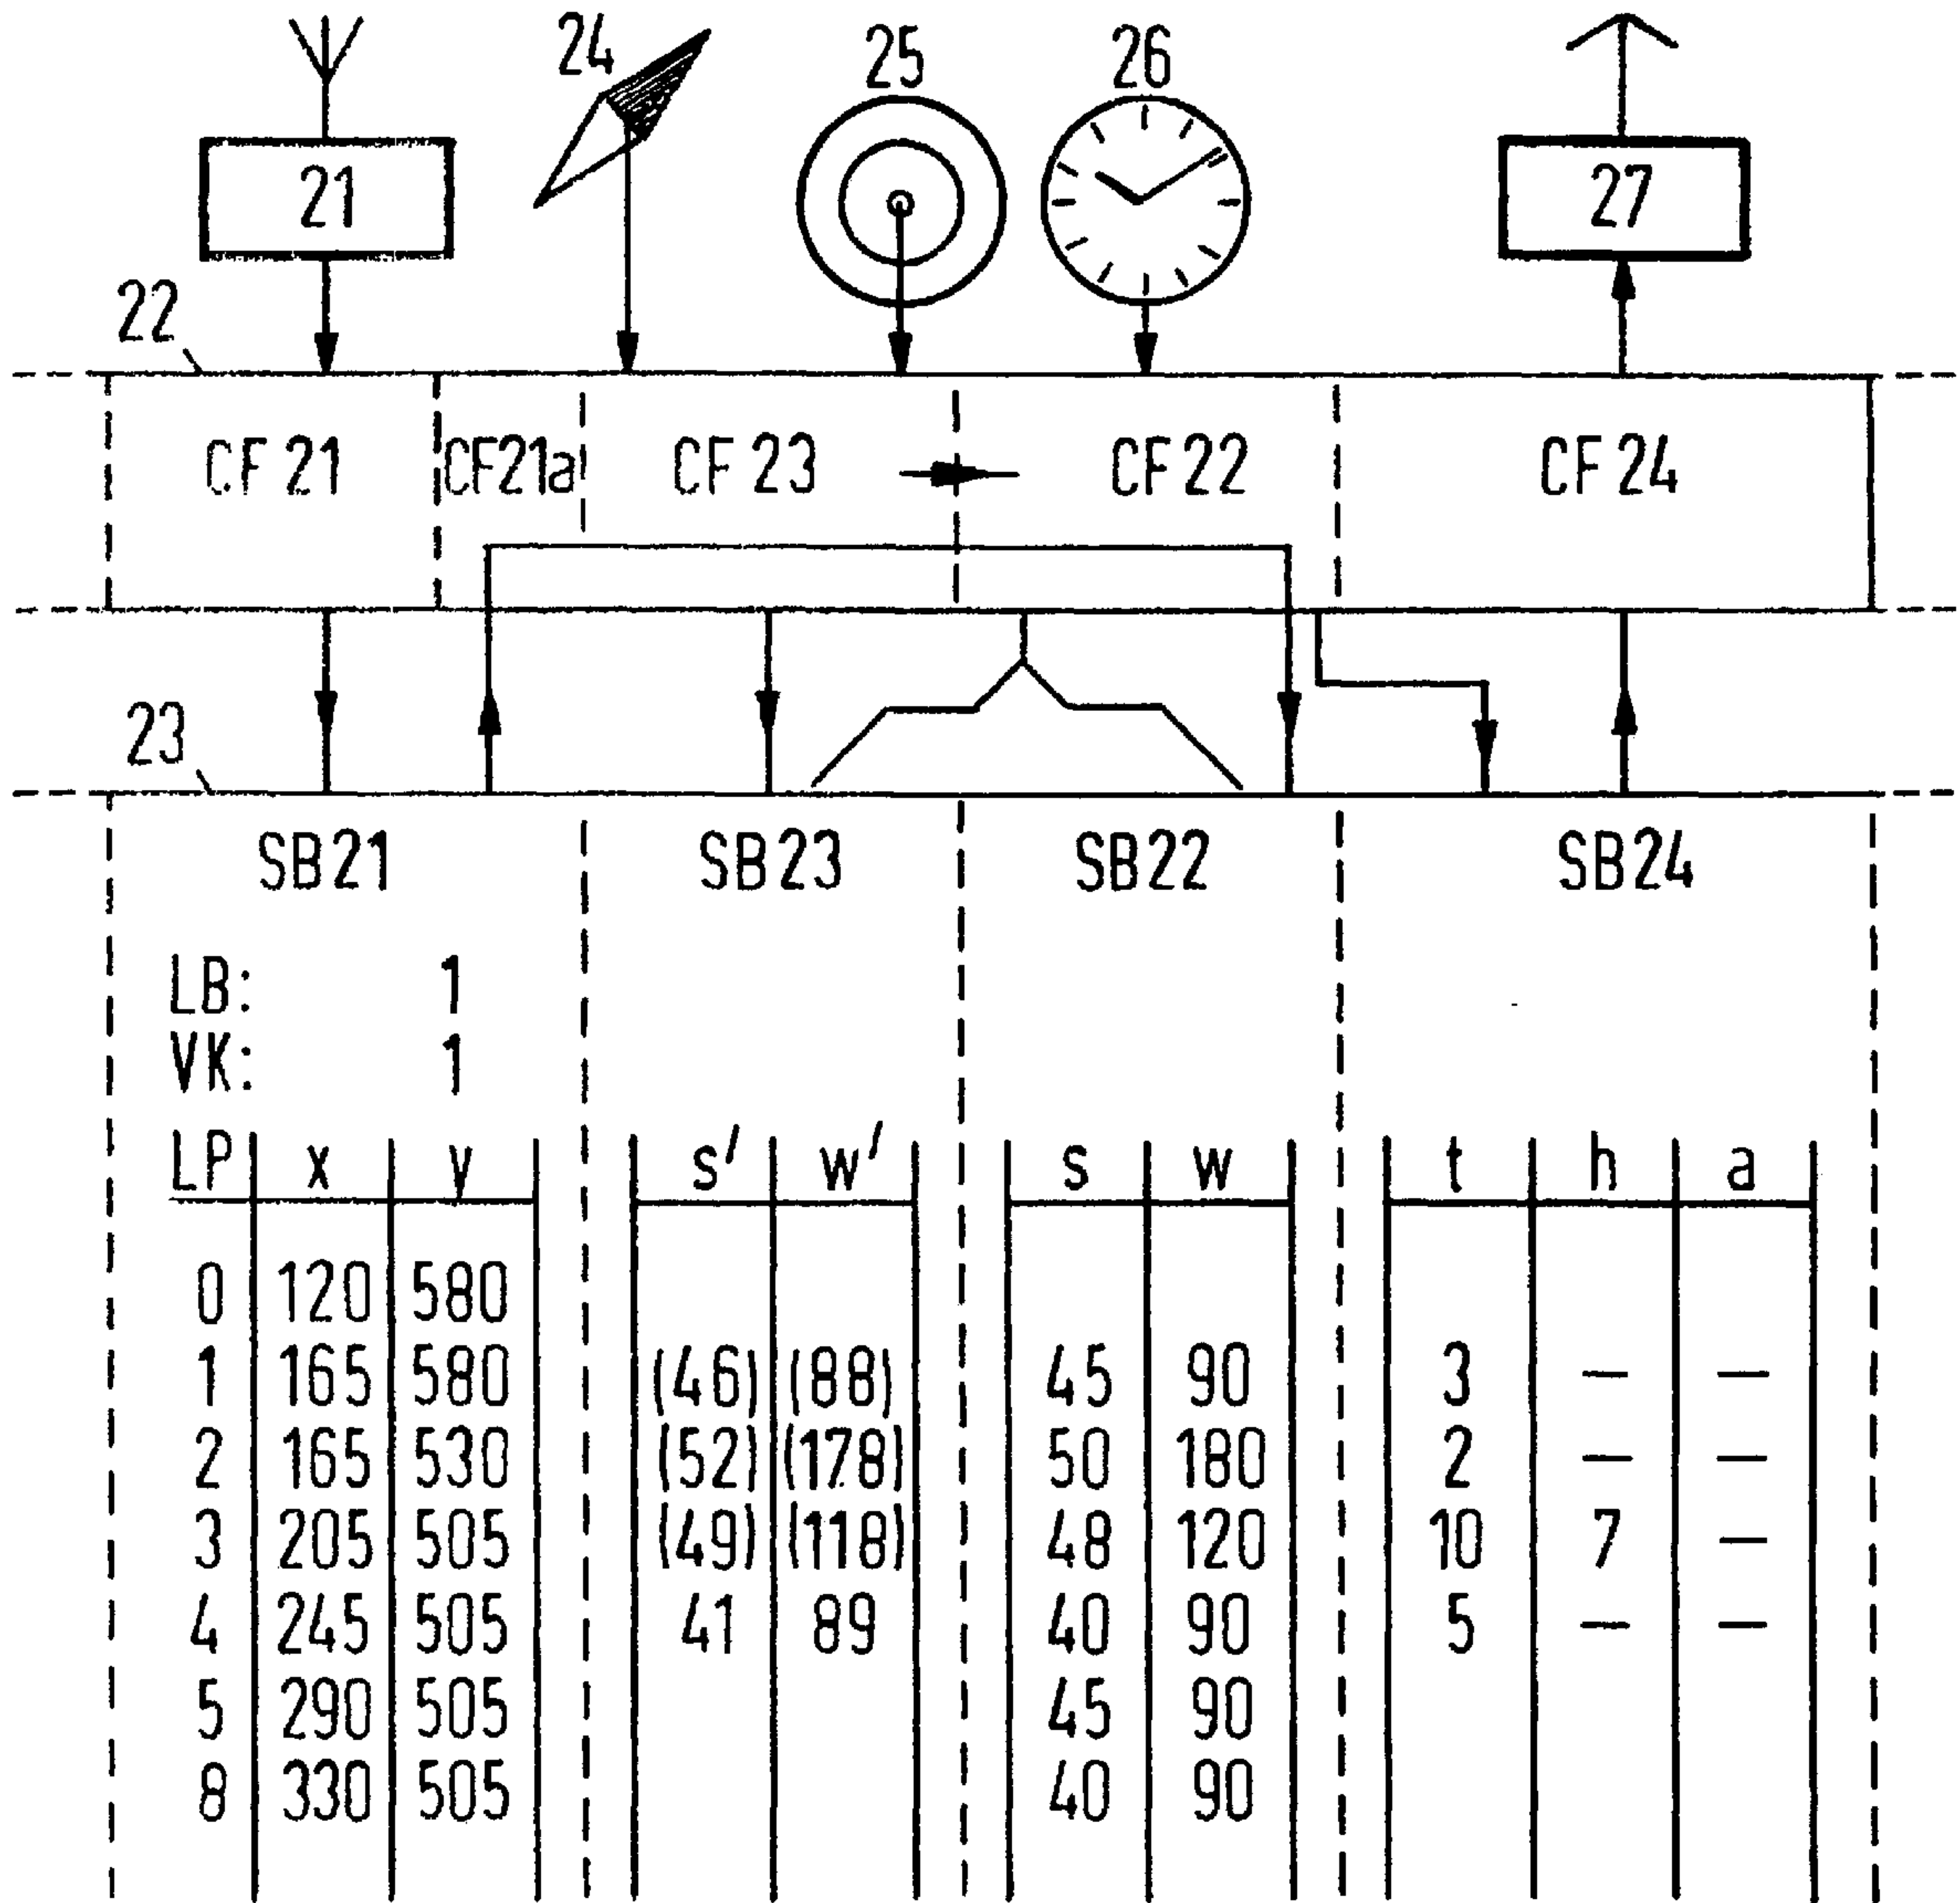 24 25 26
21 27
22
CF 21 CF21a CF 23 CF 22 CF 24
23
SB21 SB23 SB22 SB24
LB: 1
VK: 1
LP x y s' w' s w t h a
0 120 580
1 165 580 (46) (88) 45 90 3 — —
2 165 530 (52) (178) 50 180 2 — —
3 205 505 (49) (118) 48 120 10 7 —
4 245 505 41 89 40 90 5 — —
5 290 505 45 90
8 330 505 40 90